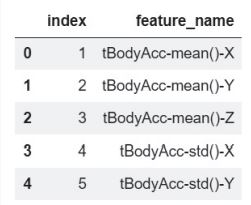 index feature_name
0 1 tBodyAcc-mean()-X
1 2 tBodyAcc-mean()-Y
2 3 tBodyAcc-mean()-Z
3 4 tBodyAcc-std()-X
4 5 tBodyAcc-std()-Y